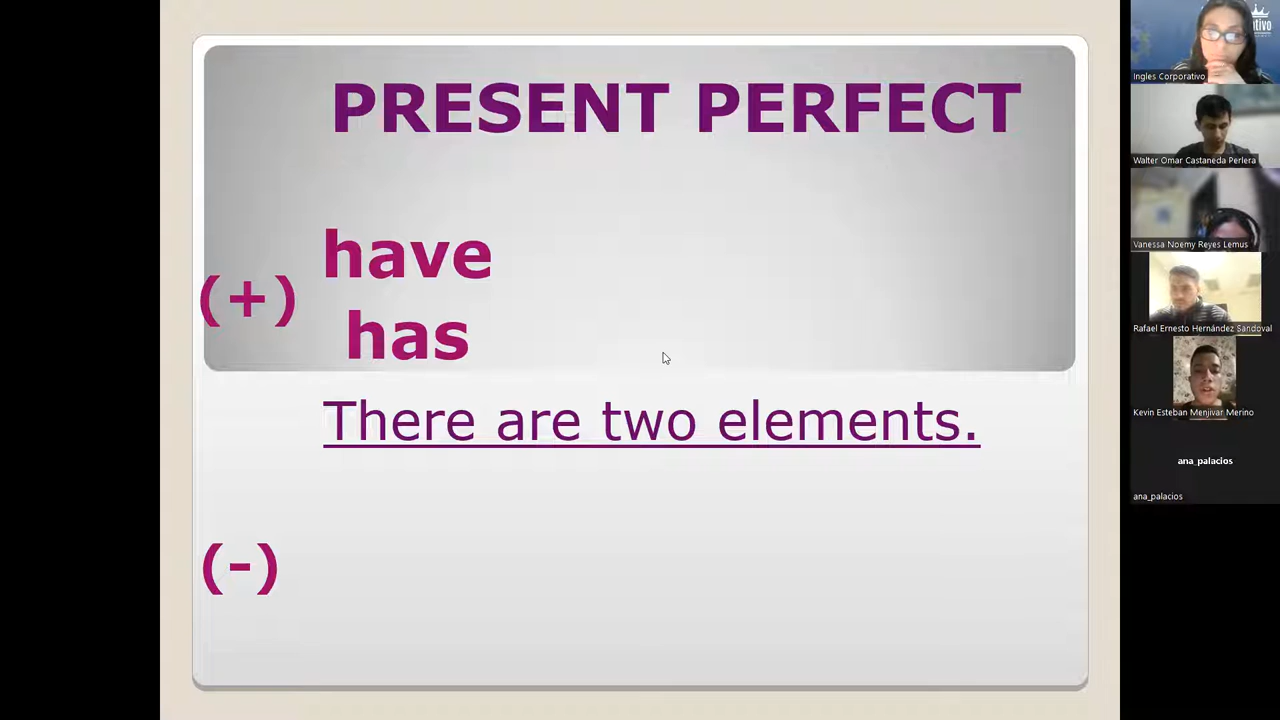 PRESENT PERFECT
have
(+)
has
There are two elements.
(-)
Ingles Corporativo
Walter Omar Castaneda Perlera
Vanessa Noemy Reyes Lemus
Rafael Ernesto Hernández Sandoval
Kevin Esteban Menjivar Merino
ana_palacios
ana_palacios